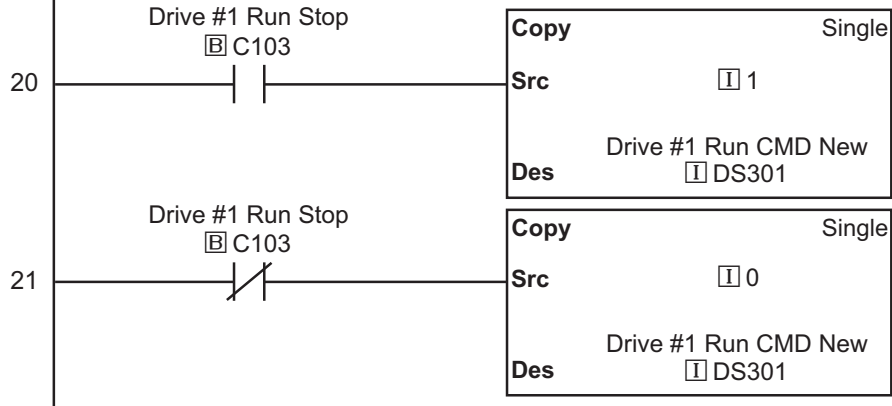 Drive #1 Run Stop
B C103
20
Copy Single
Src I 1
Drive #1 Run CMD New
Des I DS301
Drive #1 Run Stop
B C103
21
Copy Single
Src I 0
Drive #1 Run CMD New
Des I DS301